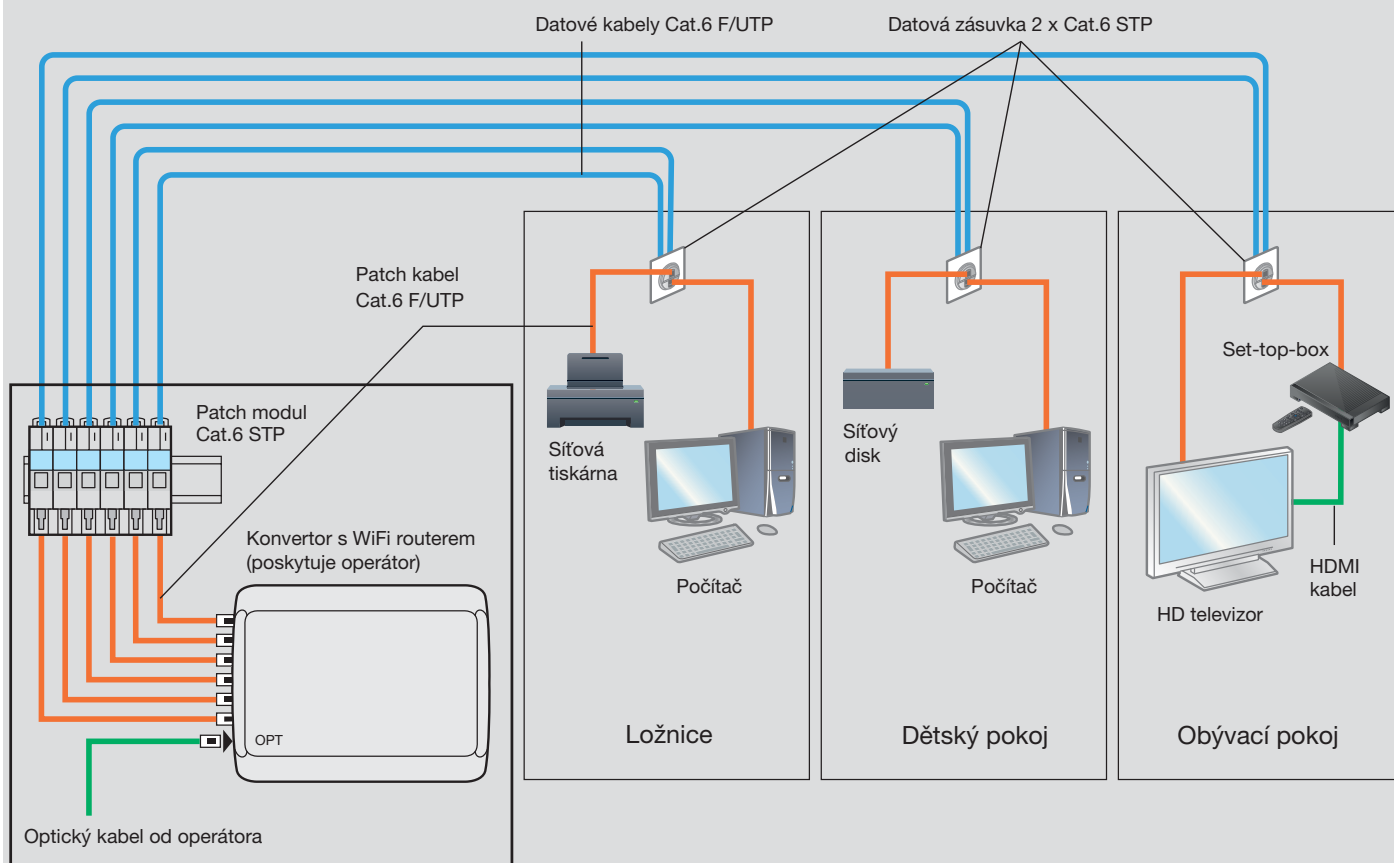 Datové kabely Cat.6 F/UTP
Datová zásuvka 2 x Cat.6 STP
Patch kabel
Cat.6 F/UTP
Set-top-box
Patch modul
Cat.6 STP
Síťová
tiskárna
Síťový
disk
Konvertor s WiFi routerem
(poskytuje operátor)
Počítač
Počítač
HDMI
kabel
HD televizor
OPT
Ložnice
Dětský pokoj
Obývací pokoj
Optický kabel od operátora